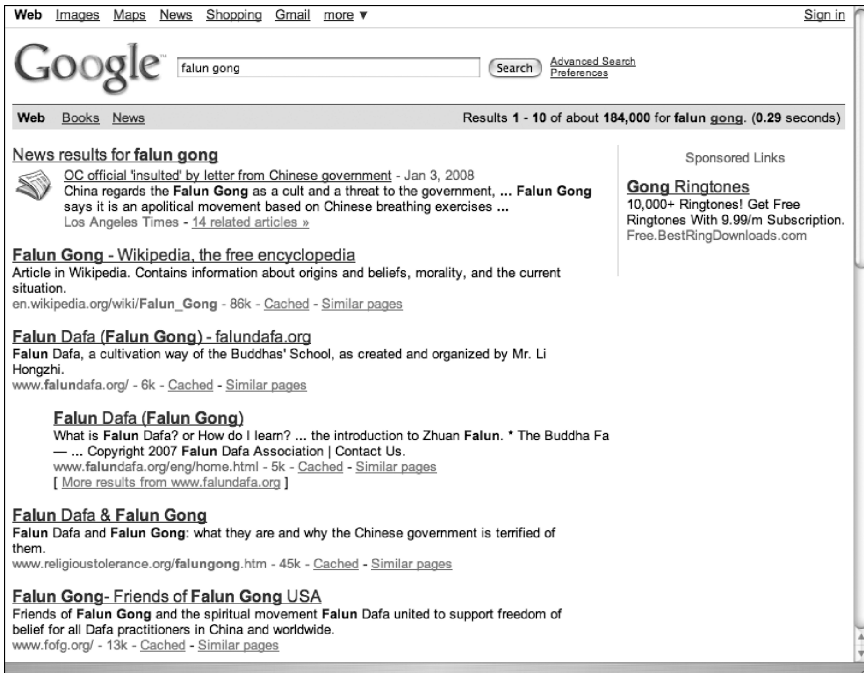 Web Images Maps News Shopping Gmail more ▼ Sign in
Google™ falun gong Search Advanced Search
Preferences
Web Books News Results 1 - 10 of about 184,000 for falun gong. (0.29 seconds)
News results for falun gong
OC official 'insulted' by letter from Chinese government - Jan 3, 2008
China regards the Falun Gong as a cult and a threat to the government, ... Falun Gong
says it is an apolitical movement based on Chinese breathing exercises ...
Los Angeles Times - 14 related articles »
Falun Gong - Wikipedia, the free encyclopedia
Article in Wikipedia. Contains information about origins and beliefs, morality, and the current
situation.
en.wikipedia.org/wiki/Falun_Gong - 86k - Cached - Similar pages
Falun Dafa (Falun Gong) - falundafa.org
Falun Dafa, a cultivation way of the Buddhas' School, as created and organized by Mr. Li
Hongzhi.
www.falundafa.org/ - 6k - Cached - Similar pages
Falun Dafa (Falun Gong)
What is Falun Dafa? or How do I learn? ... the introduction to Zhuan Falun. * The Buddha Fa
— ... Copyright 2007 Falun Dafa Association | Contact Us.
www.falundafa.org/eng/home.html - 5k - Cached - Similar pages
[ More results from www.falundafa.org ]
Falun Dafa & Falun Gong
Falun Dafa and Falun Gong: what they are and why the Chinese government is terrified of
them.
www.religioustolerance.org/falungong.htm - 45k - Cached - Similar pages
Falun Gong- Friends of Falun Gong USA
Friends of Falun Gong and the spiritual movement Falun Dafa united to support freedom of
belief for all Dafa practitioners in China and worldwide.
www.fofg.org/ - 13k - Cached - Similar pages
Sponsored Links
Gong Ringtones
10,000+ Ringtones! Get Free
Ringtones With 9.99/m Subscription.
Free.BestRingDownloads.com